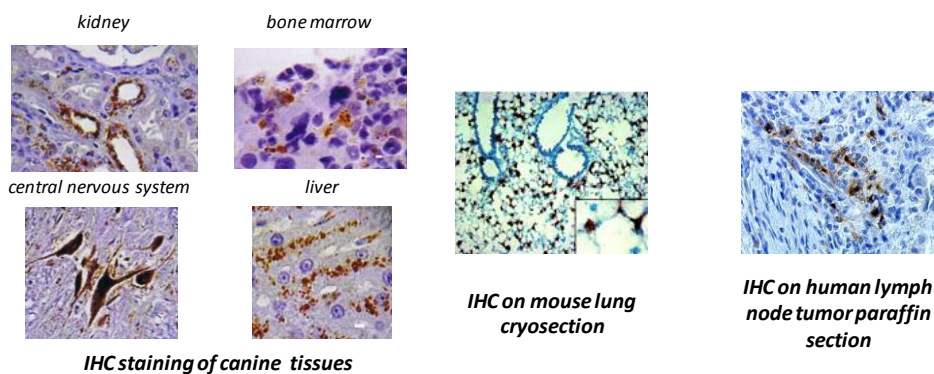 kidney
bone marrow
central nervous system
liver
IHC staining of canine tissues
IHC on mouse lung
cryosection
IHC on human lymph
node tumor paraffin
section